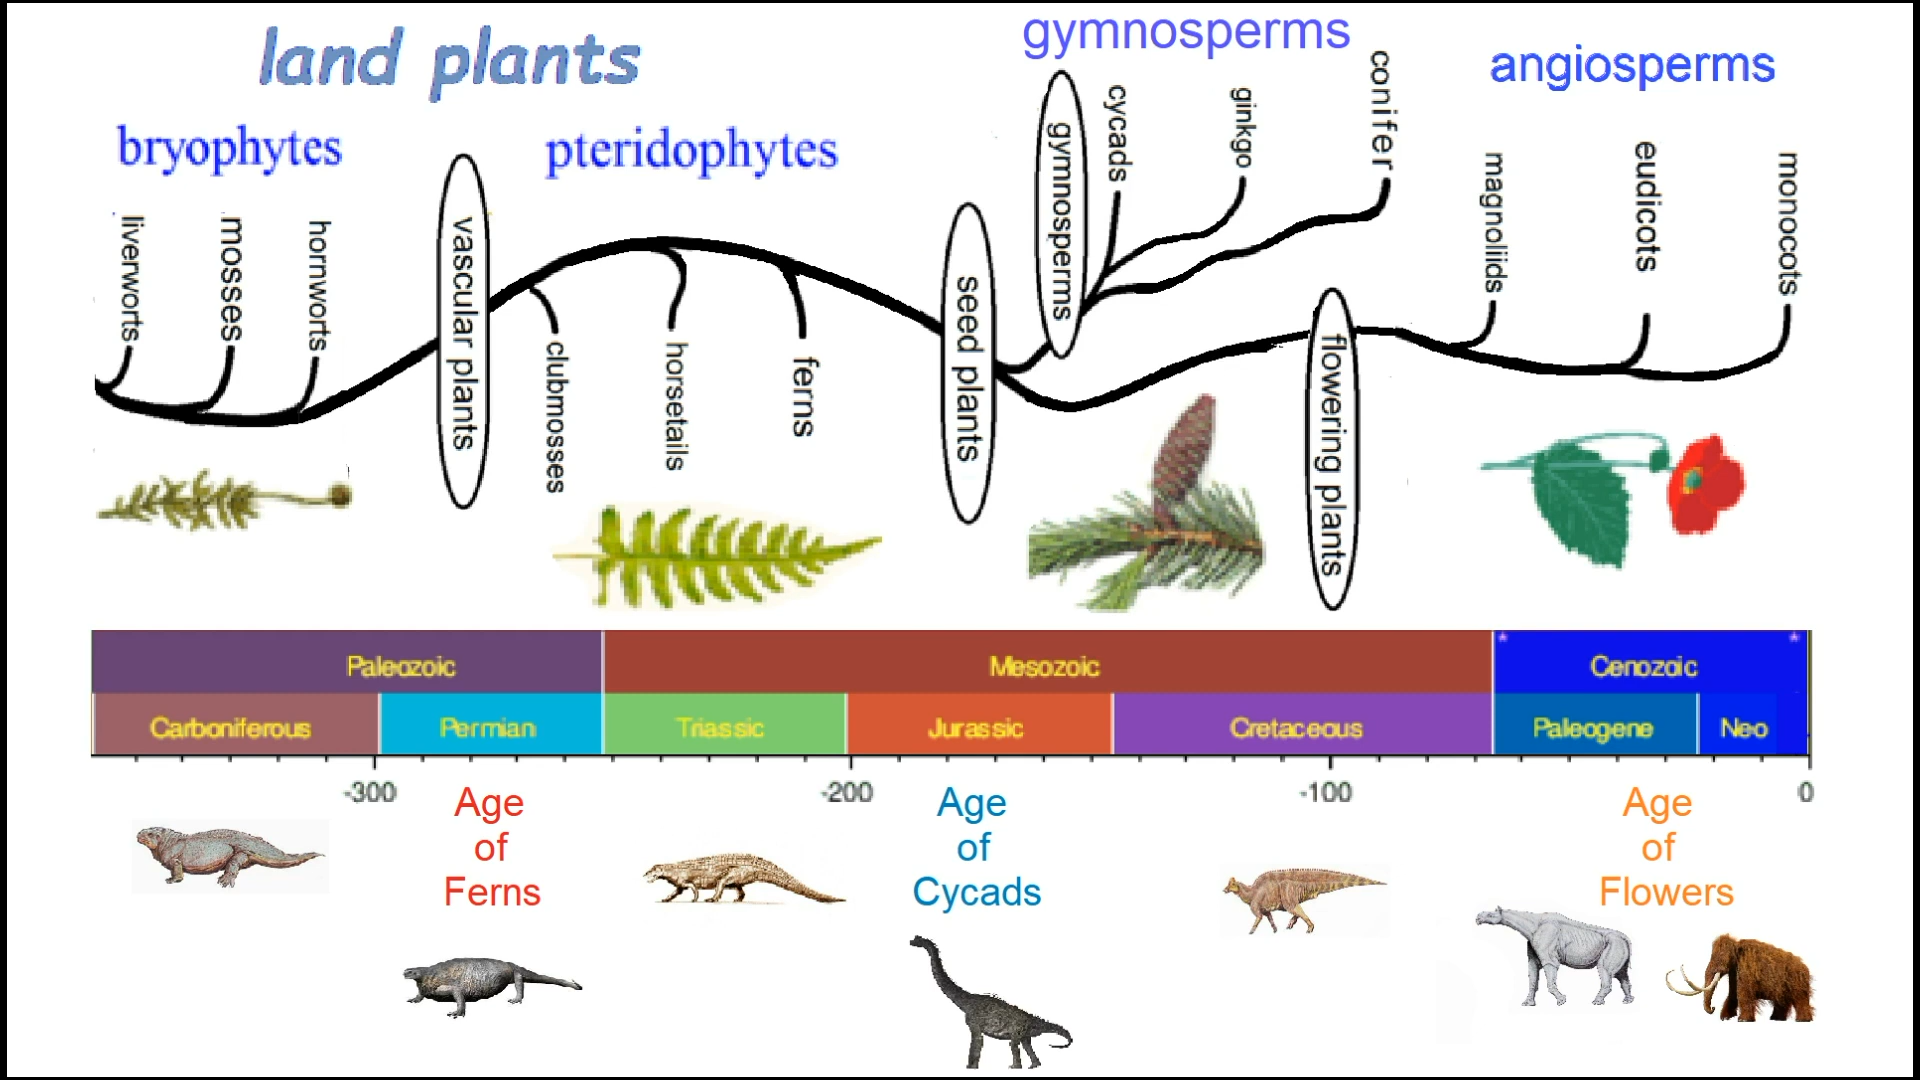 land plants
gymnosperms
angiosperms
bryophytes
pteridophytes
liverworts
mosses
hornworts
vascular plants
clubmosses
horsetails
ferns
seed plants
gymnosperms
cycads
ginkgo
conifer
flowering plants
magnoliids
eudicots
monocots
Paleozoic
Mesozoic
* Cenozoic *
Carboniferous
Permian
Triassic
Jurassic
Cretaceous
Paleogene
Neo
-300
-200
-100
0
Age
of
Ferns
Age
of
Cycads
Age
of
Flowers